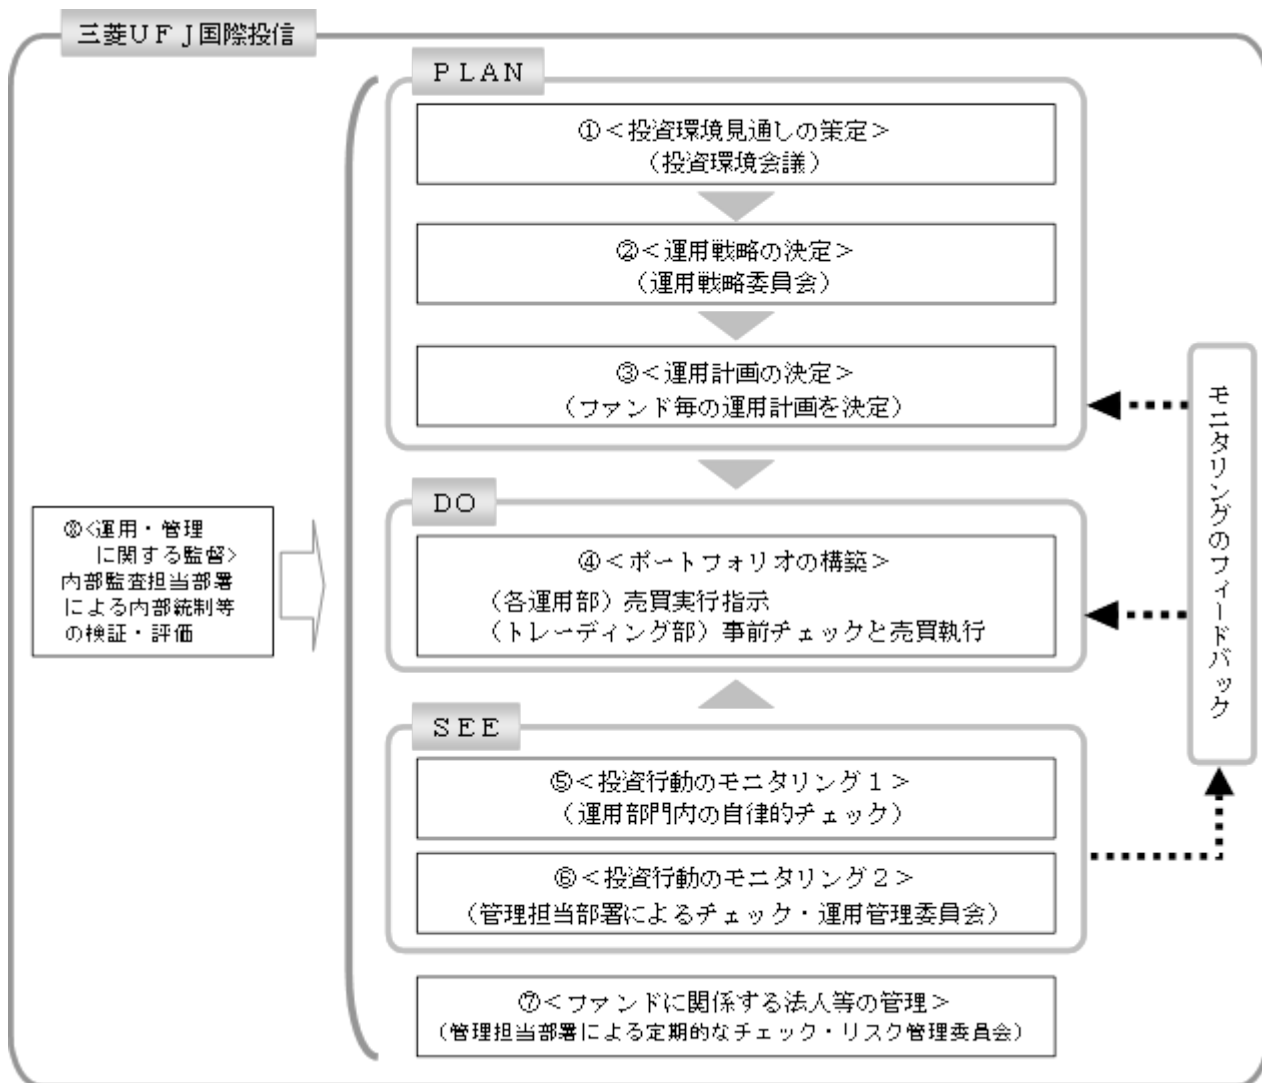 三菱ＵＦＪ国際投信
ＰＬＡＮ
①＜投資環境見通しの策定＞
（投資環境会議）
②＜運用戦略の決定＞
（運用戦略委員会）
③＜運用計画の決定＞
（ファンド毎の運用計画を決定）
ＤＯ
④＜ポートフォリオの構築＞
（各運用部）売買実行指示
（トレーディング部）事前チェックと売買執行
ＳＥＥ
⑤＜投資行動のモニタリング１＞
（運用部門内の自律的チェック）
⑥＜投資行動のモニタリング２＞
（管理担当部署によるチェック・運用管理委員会）
⑦＜ファンドに関係する法人等の管理＞
（管理担当部署による定期的なチェック・リスク管理委員会）
⑧<運用・管理
に関する監督>
内部監査担当部署
による内部統制等
の検証・評価
モニタリングのフィードバック